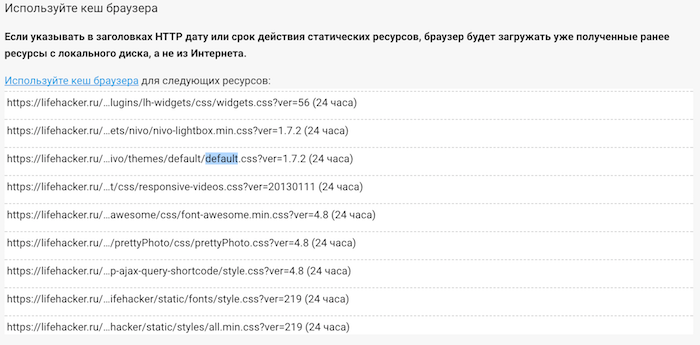 Используйте кеш браузера
Если указывать в заголовках HTTP дату или срок действия статических ресурсов, браузер будет загружать уже полученные ранее
ресурсы с локального диска, а не из Интернета.
Используйте кеш браузера для следующих ресурсов:
https://lifehacker.ru/…lugins/lh-widgets/css/widgets.css?ver=56 (24 часа)
https://lifehacker.ru/…ets/nivo/nivo-lightbox.min.css?ver=1.7.2 (24 часа)
https://lifehacker.ru/…ivo/themes/default/default.css?ver=1.7.2 (24 часа)
https://lifehacker.ru/…t/css/responsive-videos.css?ver=20130111 (24 часа)
https://lifehacker.ru/…awesome/css/font-awesome.min.css?ver=4.8 (24 часа)
https://lifehacker.ru/…/prettyPhoto/css/prettyPhoto.css?ver=4.8 (24 часа)
https://lifehacker.ru/…p-ajax-query-shortcode/style.css?ver=4.8 (24 часа)
https://lifehacker.ru/…ifehacker/static/fonts/style.css?ver=219 (24 часа)
https://lifehacker.ru/…hacker/static/styles/all.min.css?ver=219 (24 часа)